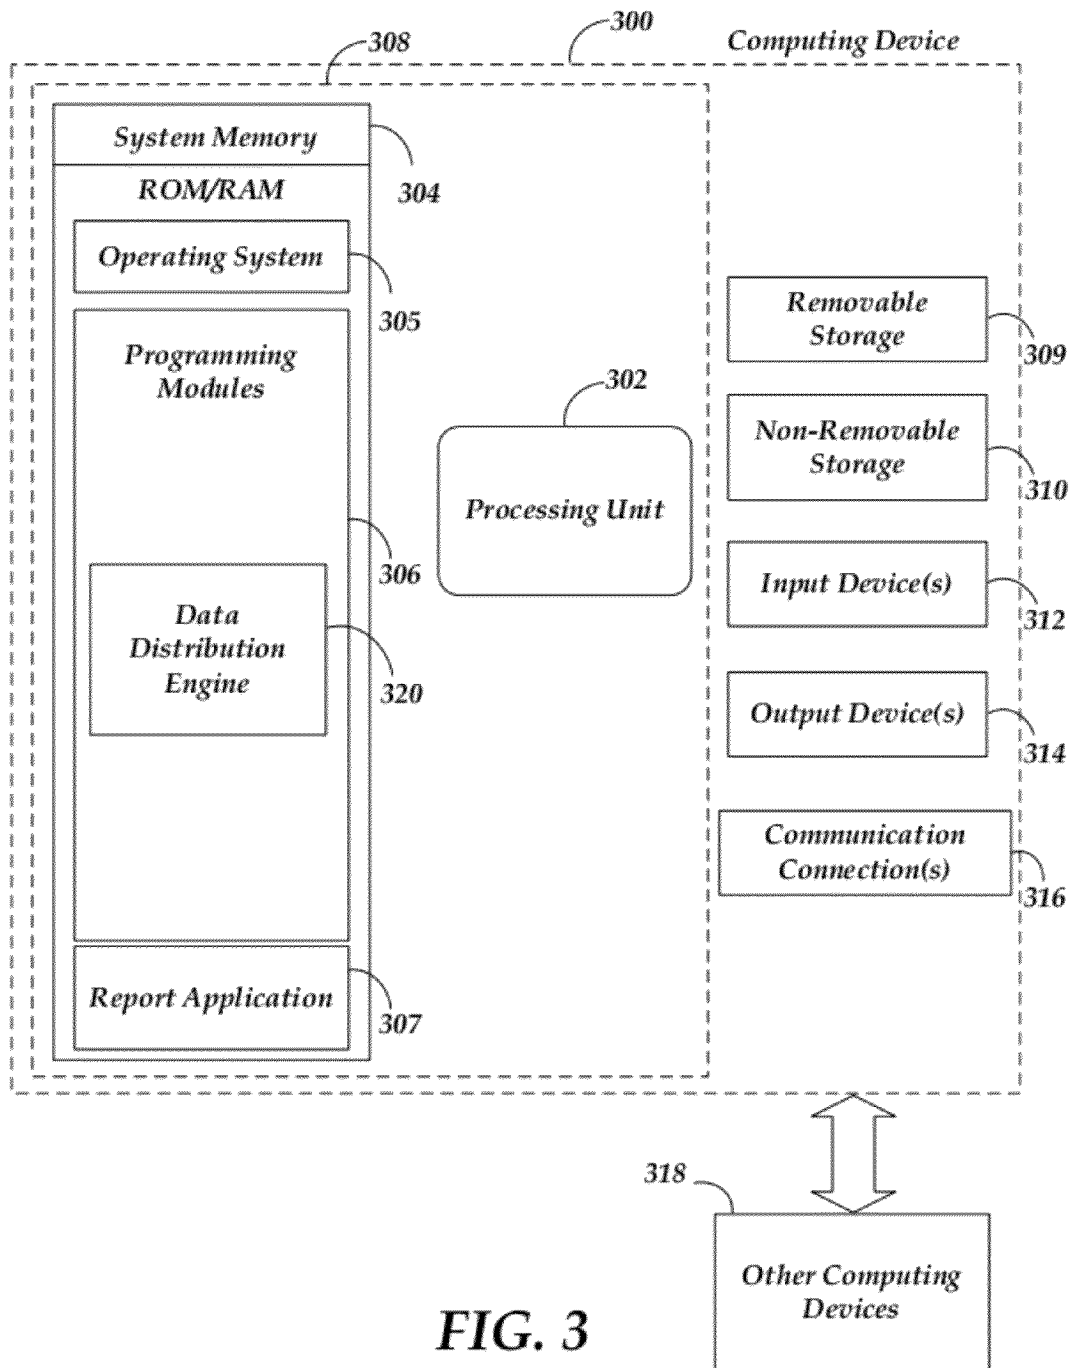 300
Computing Device
308
System Memory
304
ROM/RAM
Operating System
305
Programming
Modules
306
Data
Distribution
Engine
320
Report Application
307
302
Processing Unit
Removable
Storage
309
Non-Removable
Storage
310
Input Device(s)
312
Output Device(s)
314
Communication
Connection(s)
316
318
Other Computing
Devices
FIG. 3